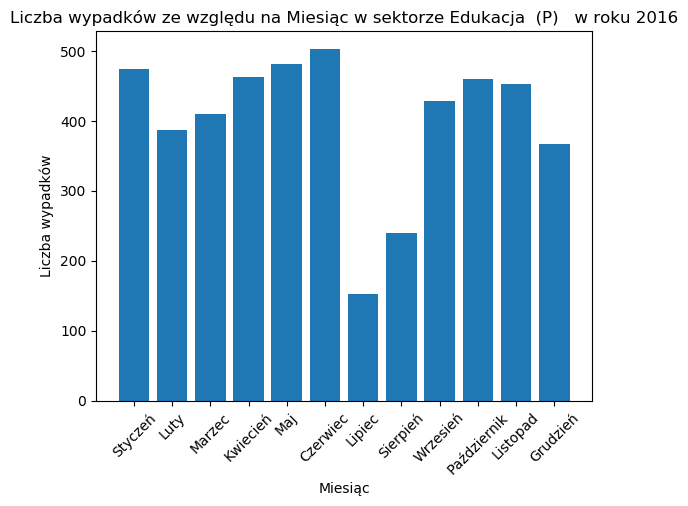 Liczba wypadków ze względu na Miesiąc w sektorze Edukacja  (P)   w roku 2016
500
400
300
200
100
0
Liczba wypadków
Styczeń
Luty
Marzec
Kwiecień
Maj
Czerwiec
Lipiec
Sierpień
Wrzesień
Październik
Listopad
Grudzień
Miesiąc